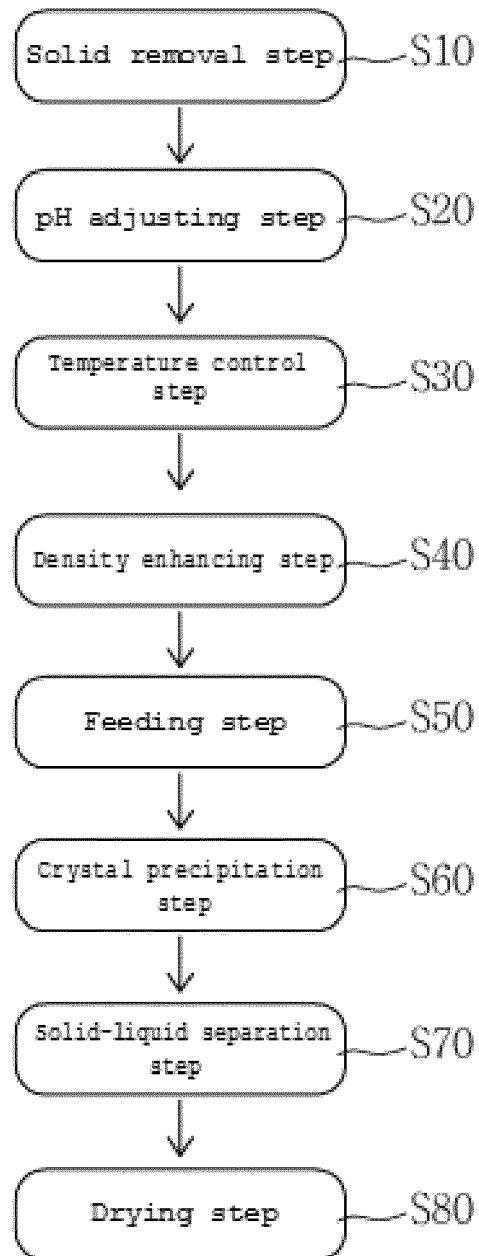 Solid removal step S10
pH adjusting step S20
Temperature control
step
S30
Density enhancing step S40
Feeding step S50
Crystal precipitation
step
S60
Solid-liquid separation
step
S70
Drying step S80